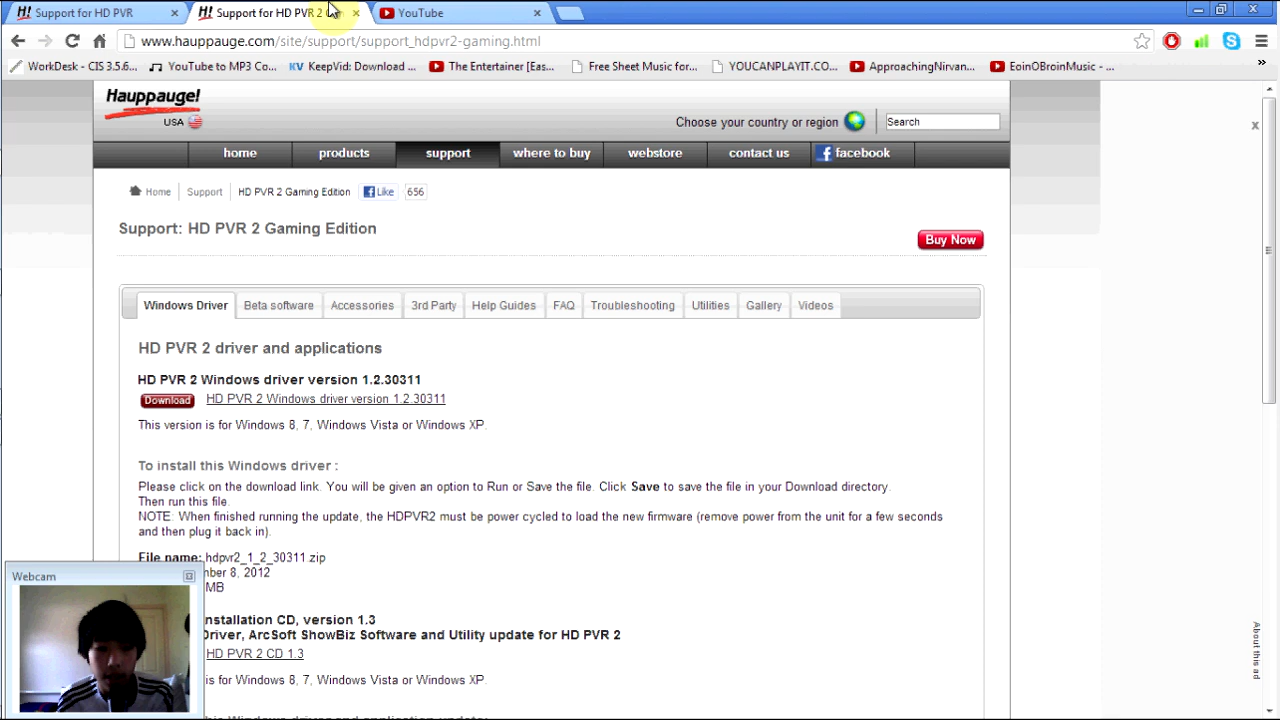 H! Support for HD PVR
H! Support for HD PVR 2
YouTube
www.hauppauge.com/site/support/support_hdpvr2-gaming.html
WorkDesk - CIS 3.5.6...
YouTube to MP3 Co...
KV KeepVid: Download ...
The Entertainer [Eas...
Free Sheet Music for...
YOUCANPLAYIT.CO...
ApproachingNirvan...
EoinOBroinMusic - ...
»
Hauppauge!
USA
Choose your country or region
Search
x
home
products
support
where to buy
webstore
contact us
facebook
Home
Support
HD PVR 2 Gaming Edition
Like
656
Support: HD PVR 2 Gaming Edition
Buy Now
Windows Driver
Beta software
Accessories
3rd Party
Help Guides
FAQ
Troubleshooting
Utilities
Gallery
Videos
HD PVR 2 driver and applications
HD PVR 2 Windows driver version 1.2.30311
Download
HD PVR 2 Windows driver version 1.2.30311
This version is for Windows 8, 7, Windows Vista or Windows XP.
To install this Windows driver :
Please click on the download link. You will be given an option to Run or Save the file. Click Save to save the file in your Download directory.
Then run this file.
NOTE: When finished running the update, the HDPVR2 must be power cycled to load the new firmware (remove power from the unit for a few seconds
and then plug it back in).
File name: hdpvr2_1_2_30311.zip
mber 8, 2012
MB
Webcam
nstallation CD, version 1.3
Driver, ArcSoft ShowBiz Software and Utility update for HD PVR 2
HD PVR 2 CD 1.3
is for Windows 8, 7, Windows Vista or Windows XP.
About this ad